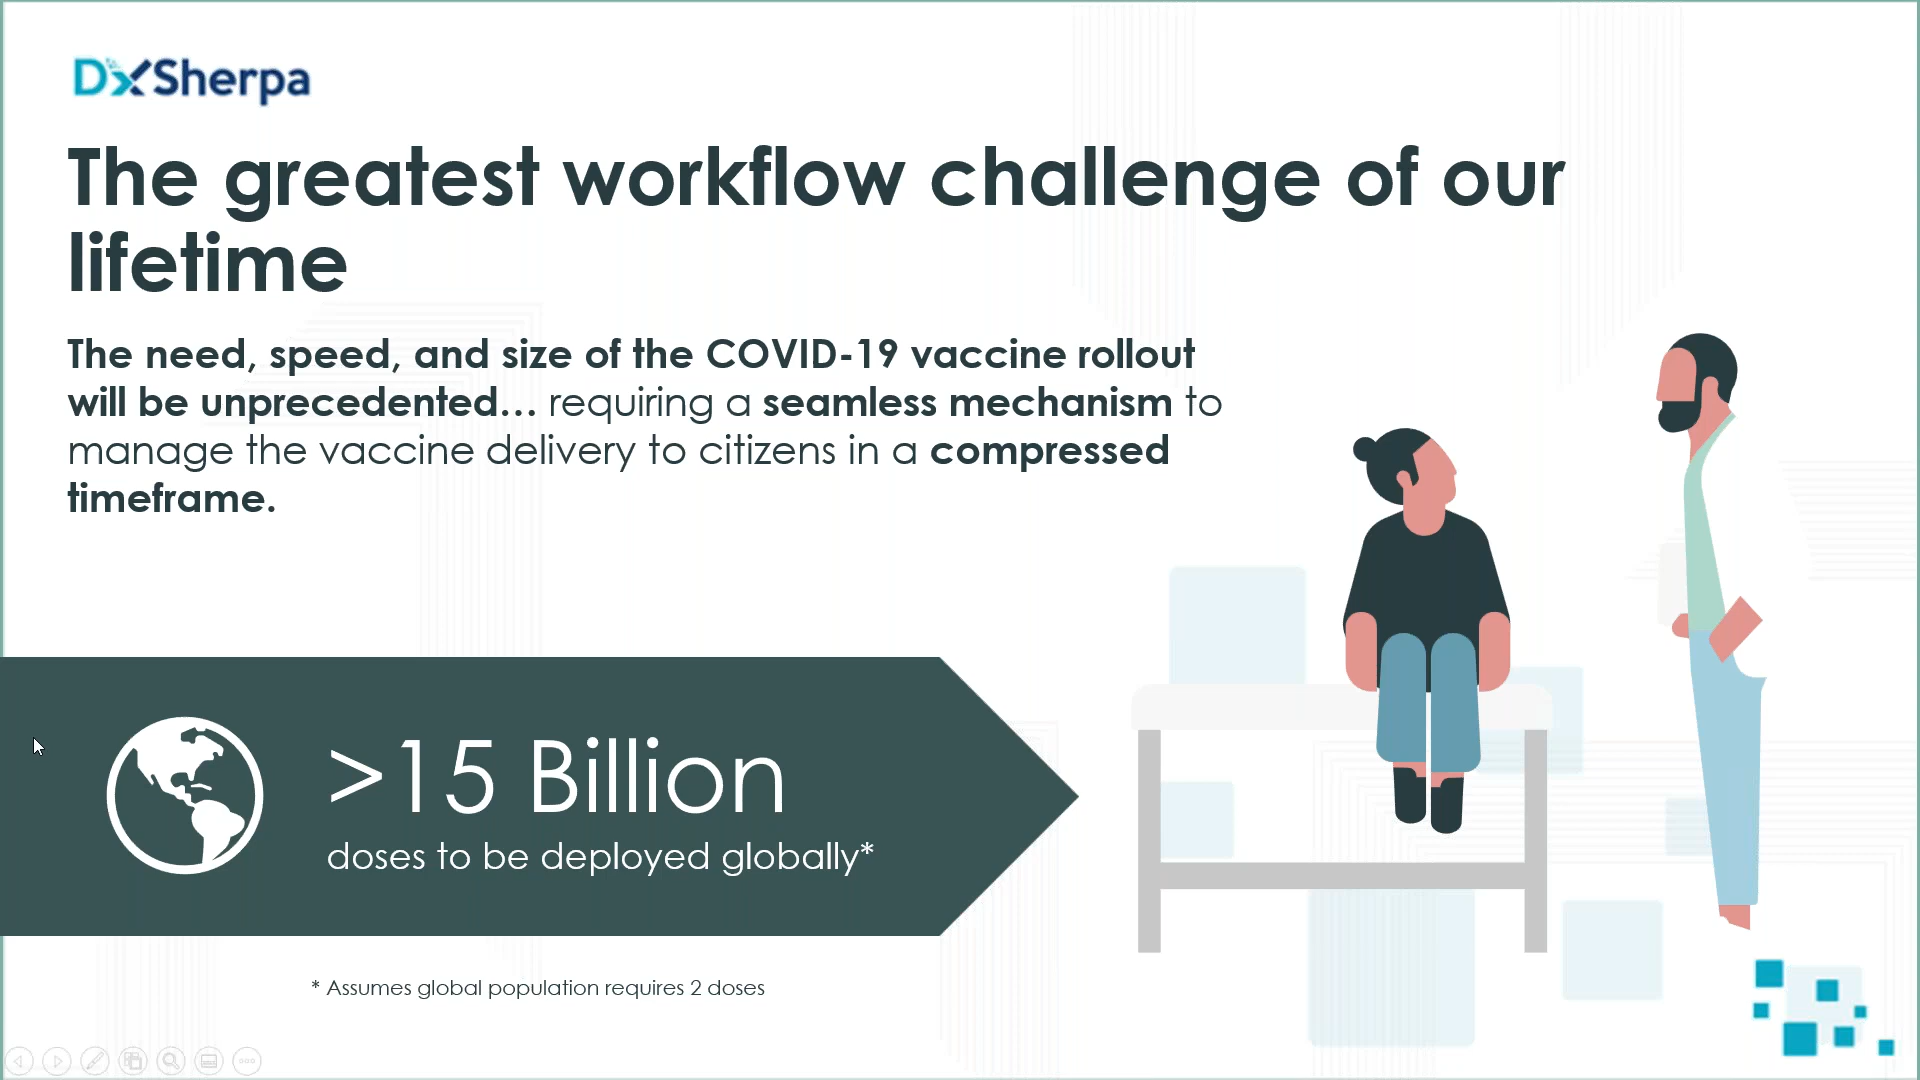 DxSherpa
The greatest workflow challenge of our
lifetime
The need, speed, and size of the COVID-19 vaccine rollout
will be unprecedented... requiring a seamless mechanism to
manage the vaccine delivery to citizens in a compressed
timeframe.
>15 Billion
doses to be deployed globally*
* Assumes global population requires 2 doses